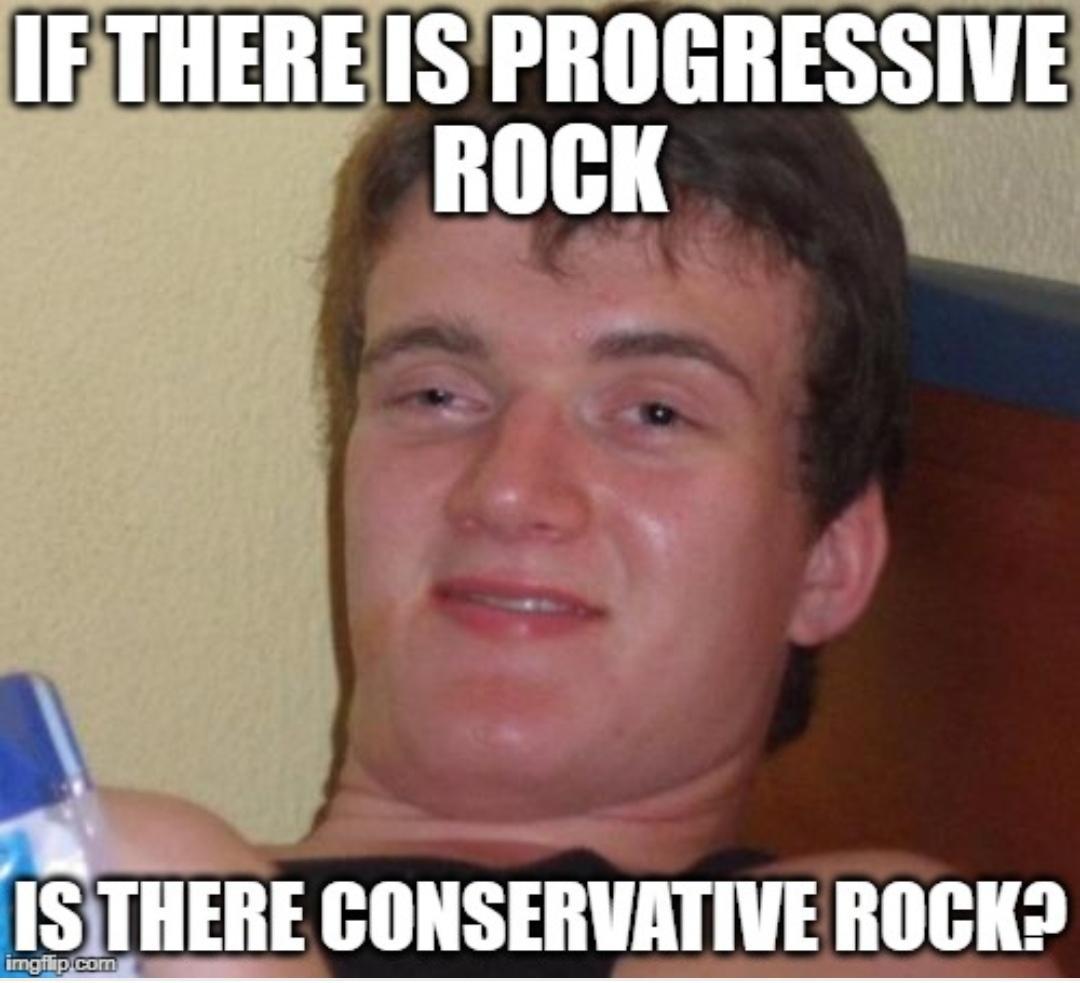 IF THERE IS PROGRESSIVE
ROCK
IS THERE CONSERVATIVE ROCK?
imgflip.com